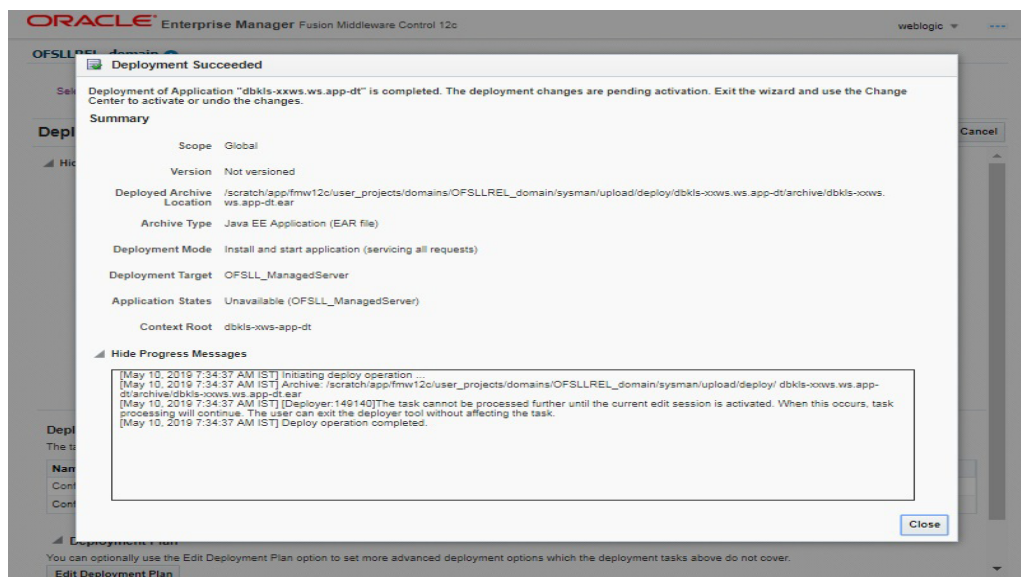 ORACLE Enterprise Manager Fusion Middleware Control 12c
weblogic
Deployment Succeeded
Deployment of Application "dbkls-xxws.ws.app-dt" is completed. The deployment changes are pending activation. Exit the wizard and use the Change
Center to activate or undo the changes.
Summary
Cancel
Scope Global
Version Not versioned
Deployed Archive Location /scratch/app/fmw12c/user_projects/domains/OFSLLREL_domain/sysman/upload/deploy/dbkls-xxws.ws.app-dt/archive/dbkls-xxws.
ws.app-dt.ear
Archive Type Java EE Application (EAR file)
Deployment Mode Install and start application (servicing all requests)
Deployment Target OFSLL_ManagedServer
Application States Unavailable (OFSLL_ManagedServer)
Context Root dbkls-xws-app-dt
Hide Progress Messages
[May 10, 2019 7:34:37 AM IST] Initiating deploy operation ...
[May 10, 2019 7:34:37 AM IST] Archive: /scratch/app/fmw12c/user_projects/domains/OFSLLREL_domain/sysman/upload/deploy/ dbkls-xxws.ws.app-
dt/archive/dbkls-xxws.ws.app-dt.ear
[May 10, 2019 7:34:37 AM IST] [Deployer:149140]The task cannot be processed further until the current edit session is activated. When this occurs, task
processing will continue. The user can exit the deployer tool without affecting the task.
[May 10, 2019 7:34:37 AM IST] Deploy operation completed.
Close
You can optionally use the Edit Deployment Plan option to set more advanced deployment options which the deployment tasks above do not cover.
Edit Deployment Plan